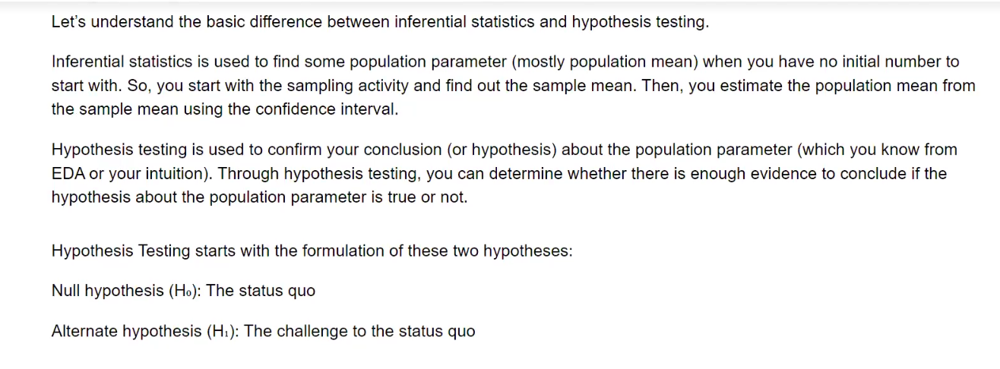 Let’s understand the basic difference between inferential statistics and hypothesis testing.
Inferential statistics is used to find some population parameter (mostly population mean) when you have no initial number to
start with. So, you start with the sampling activity and find out the sample mean. Then, you estimate the population mean from
the sample mean using the confidence interval.
Hypothesis testing is used to confirm your conclusion (or hypothesis) about the population parameter (which you know from
EDA or your intuition). Through hypothesis testing, you can determine whether there is enough evidence to conclude if the
hypothesis about the population parameter is true or not.
Hypothesis Testing starts with the formulation of these two hypotheses:
Null hypothesis (H₀): The status quo
Alternate hypothesis (H₁): The challenge to the status quo